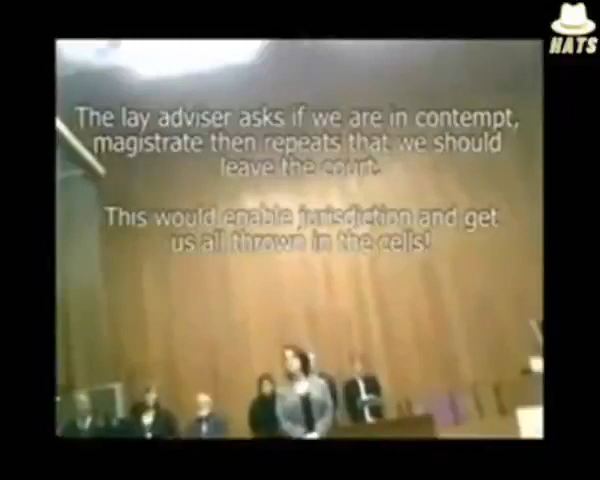 HATS
The lay adviser asks if we are in contempt,
magistrate then repeats that we should
leave the court.
This would enable jurisdiction and get
us all thrown in the cells!